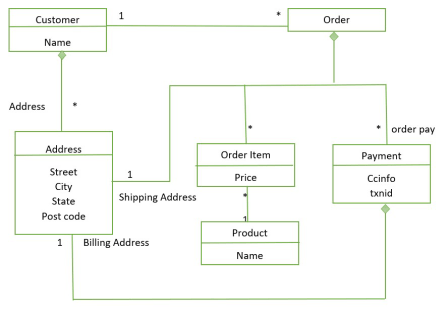 Customer
1
*
Order
Name
Address
*
Address
Street
City
State
Post code
1
Shipping Address
*
Order Item
Price
*
1
Product
Name
*
order pay
Payment
Ccinfo
txnid
1
Billing Address